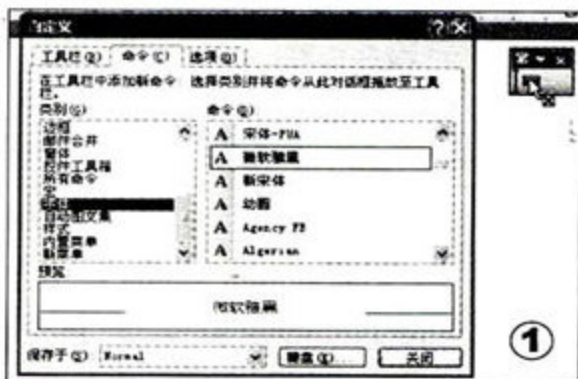 自定义
工具栏(B) 命令(C) 选项(O)
在工具栏中添加新命令 选择类别并将命令从此对话框拖放至工具
栏。
类别(G) 命令(D)
边框
邮件合并
窗体
控件工具箱
所有命令
宏
自动图文集
样式
内置菜单
新菜单
A 宋体-PUA
A 微软雅黑
A 新宋体
A 幼圆
A Agency FB
A Algerian
预览
微软雅黑
保存于(S) Normal 键盘(K)... 关闭
1